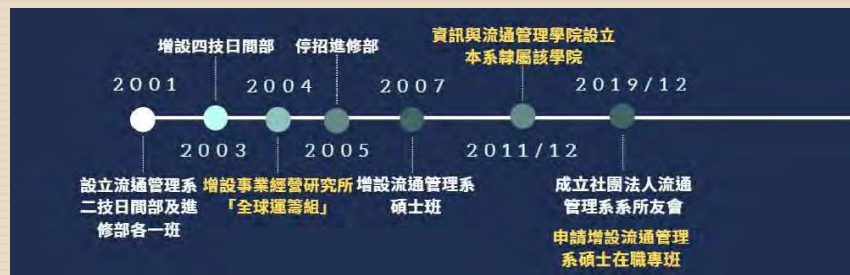 資訊與流通管理學院設立
本系隸屬該學院
增設四技日間部
停招進修部
2001
2004
2007
2019/12
2003
2005
2011/12
設立流通管理系
二技日間部及進
修部各一班
增設事業經營研究所
「全球運籌組」
增設流通管理系
碩士班
成立社團法人流通
管理系系所友會
申請增設流通管理
系碩士在職專班